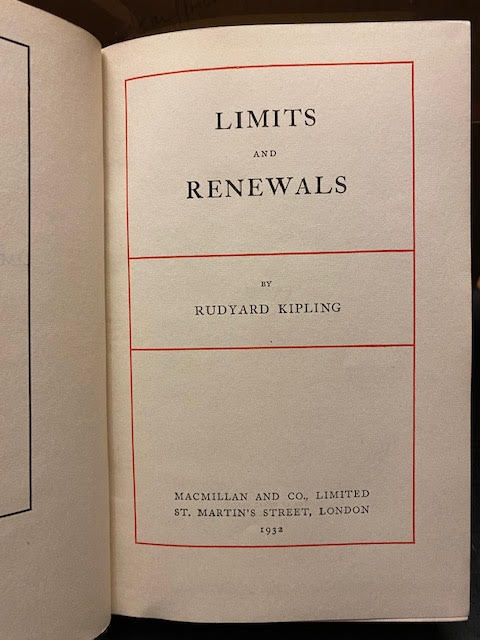 LIMITS
AND
RENEWALS
BY
RUDYARD KIPLING
MACMILLAN AND CO., LIMITED
ST. MARTIN'S STREET, LONDON
1932